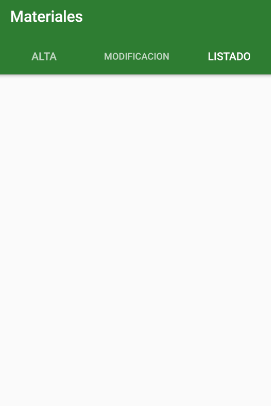 Materiales
ALTA MODIFICACION LISTADO